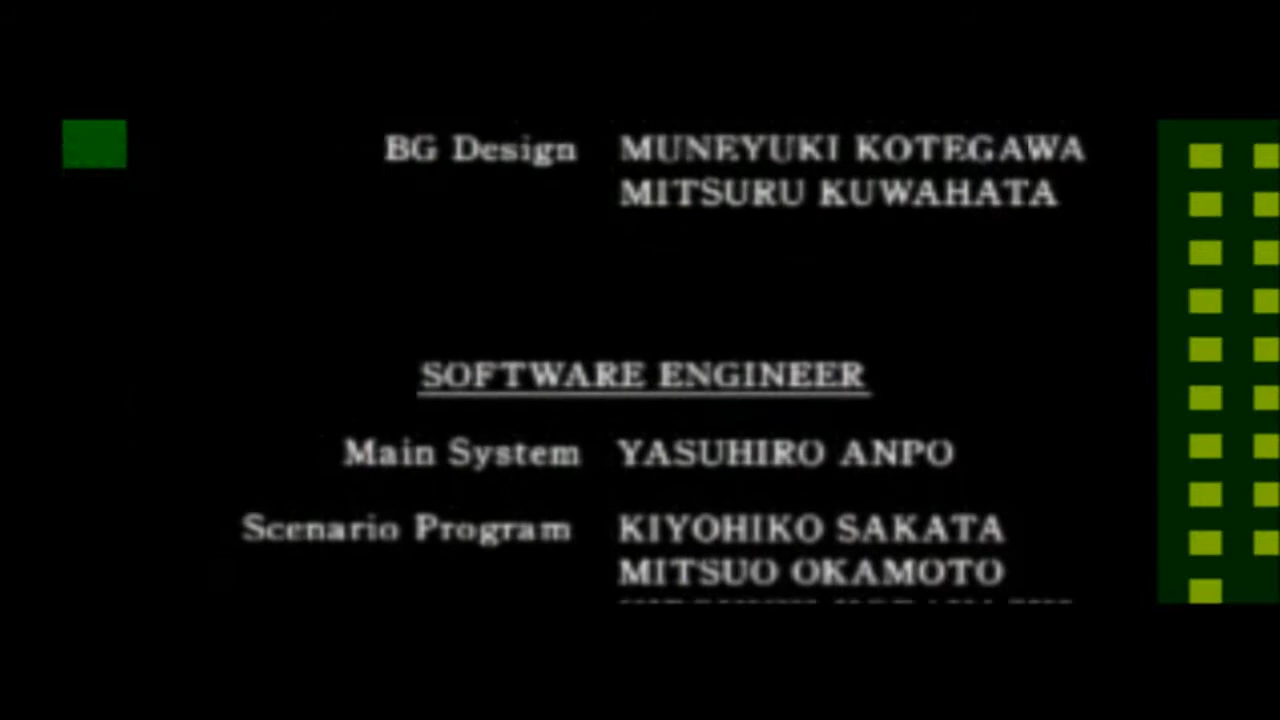 BG Design MUNEYUKI KOTEGAWA
MITSURU KUWAHATA
SOFTWARE ENGINEER
Main System YASUHIRO ANPO
Scenario Program KIYOHIKO SAKATA
MITSUO OKAMOTO